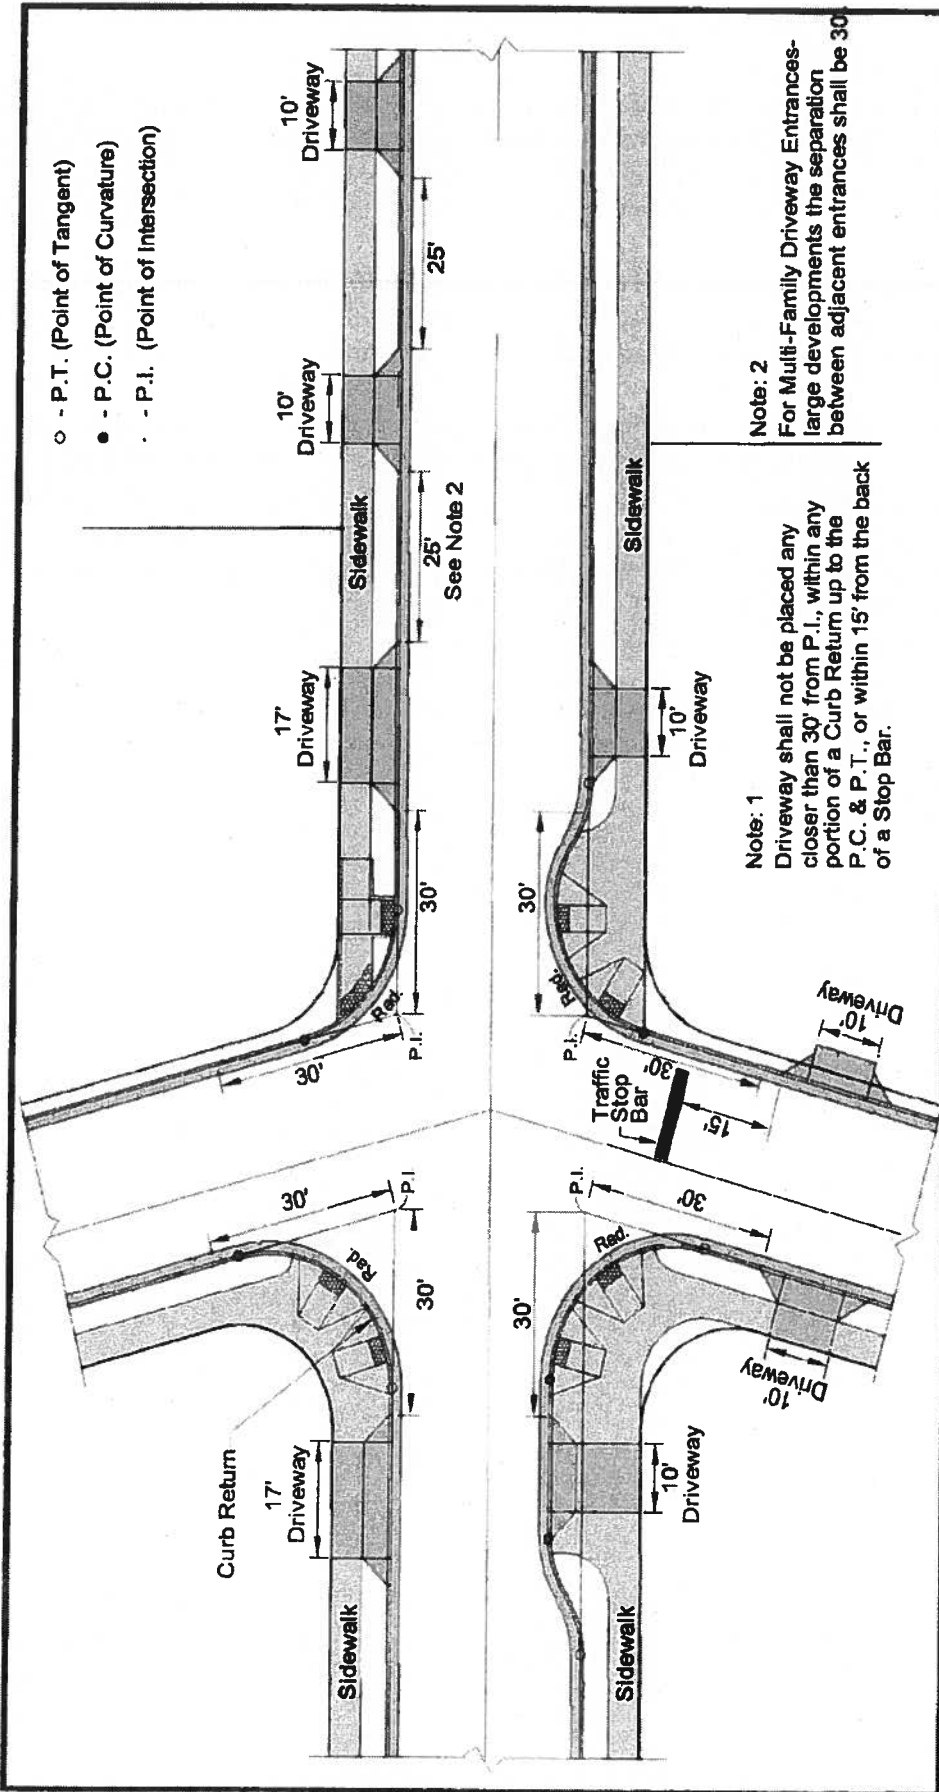 ○ - P.T. (Point of Tangent)
● - P.C. (Point of Curvature)
· - P.I. (Point of Intersection)
Curb Return
17'
Driveway
17'
Driveway
10'
Driveway
10'
Driveway
Sidewalk
Sidewalk
Rad.
Rad.
30'
30'
30'
30'
P.I.
P.I.
25'
See Note 2
25'
30'
30'
P.I.
P.I.
Rad.
Rad.
30'
30'
Traffic
Stop
Bar
15'
Sidewalk
Sidewalk
10'
Driveway
10'
Driveway
10'
Driveway
10'
Driveway
Note: 1
Driveway shall not be placed any
closer than 30' from P.I., within any
portion of a Curb Return up to the
P.C. & P.T., or within 15' from the back
of a Stop Bar.
Note: 2
For Multi-Family Driveway Entrances-
large developments the separation
between adjacent entrances shall be 30'